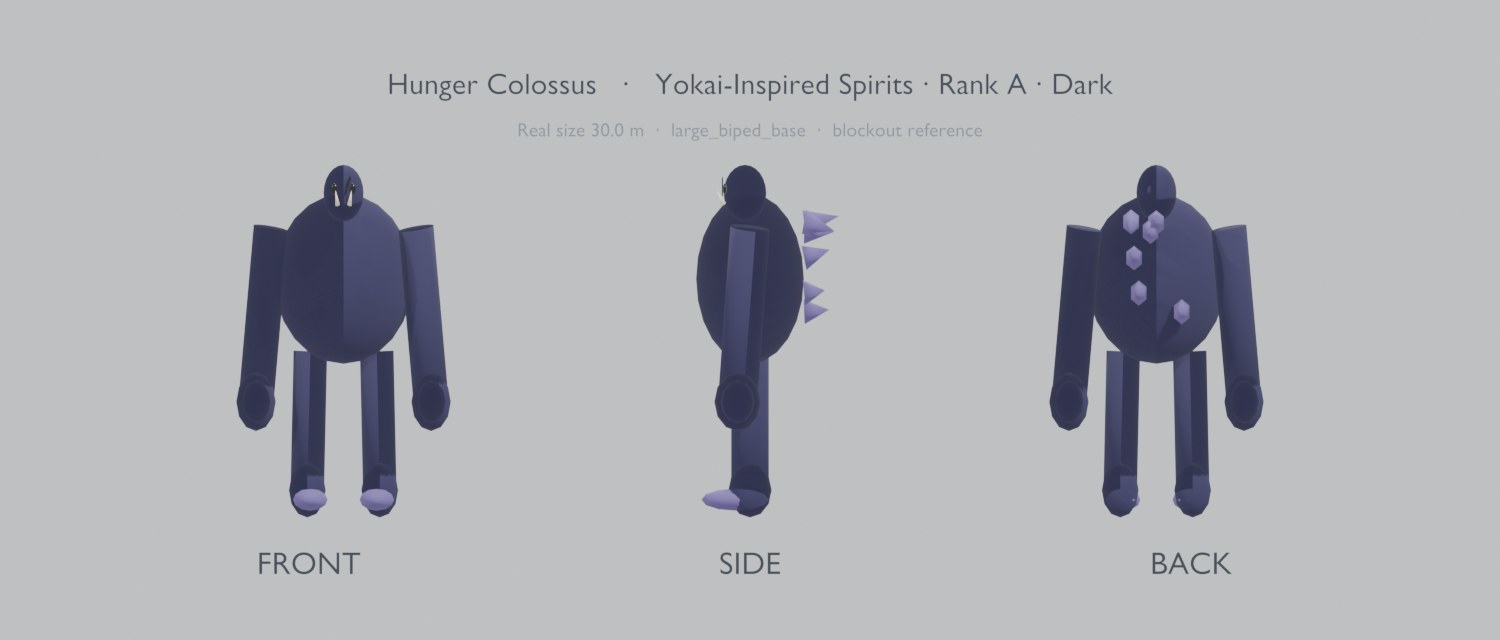 Hunger Colossus · Yokai-Inspired Spirits · Rank A · Dark
Real size 30.0 m · large_biped_base · blockout reference
FRONT SIDE BACK